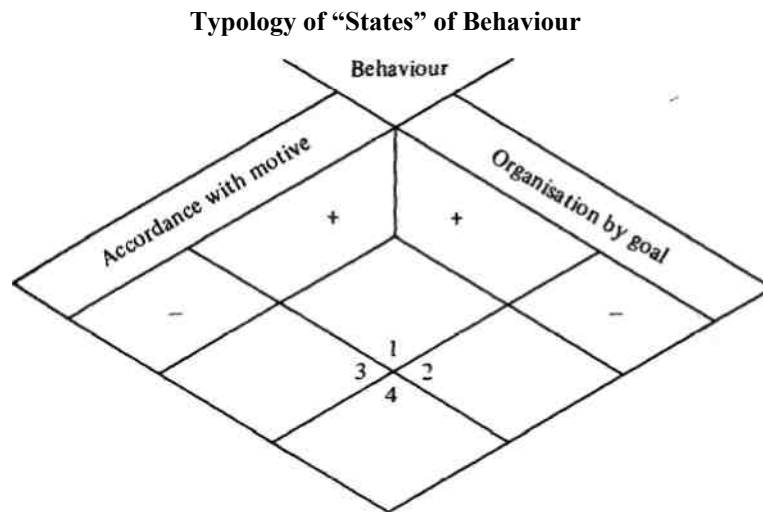 Typology of “States” of Behaviour
Behaviour
Accordance with motive
Organisation by goal
+ +
- -
1
3 2
4